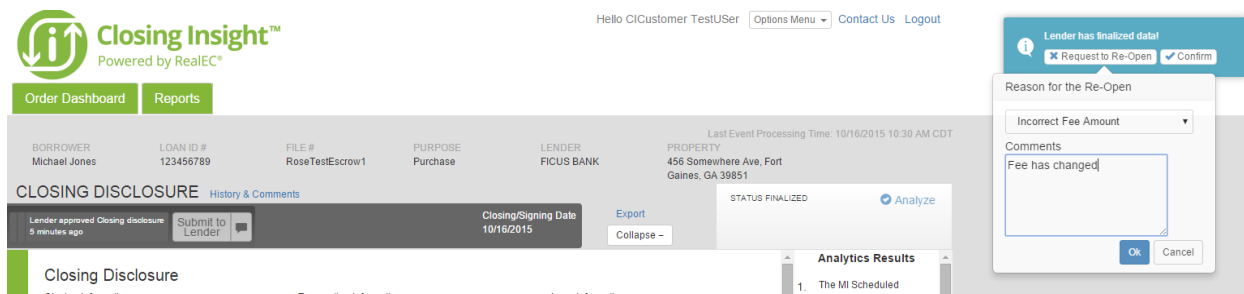 Closing Insight™
Powered by RealEC®
Hello CICustomer TestUSer Options Menu Contact Us Logout
Lender has finalized data!
Request to Re-Open Confirm
Order Dashboard Reports
Reason for the Re-Open
Incorrect Fee Amount
Comments
Fee has changed
Ok Cancel
Last Event Processing Time: 10/16/2015 10:30 AM CDT
BORROWER LOAN ID # FILE # PURPOSE LENDER PROPERTY
Michael Jones 123456789 RoseTestEscrow1 Purchase FICUS BANK 456 Somewhere Ave, Fort
Gaines, GA 39851
CLOSING DISCLOSURE History & Comments
STATUS FINALIZED Analyze
Lender approved Closing disclosure
5 minutes ago
Submit to
Lender
Closing/Signing Date
10/16/2015
Export
Collapse –
Closing Disclosure
Analytics Results
1. The MI Scheduled